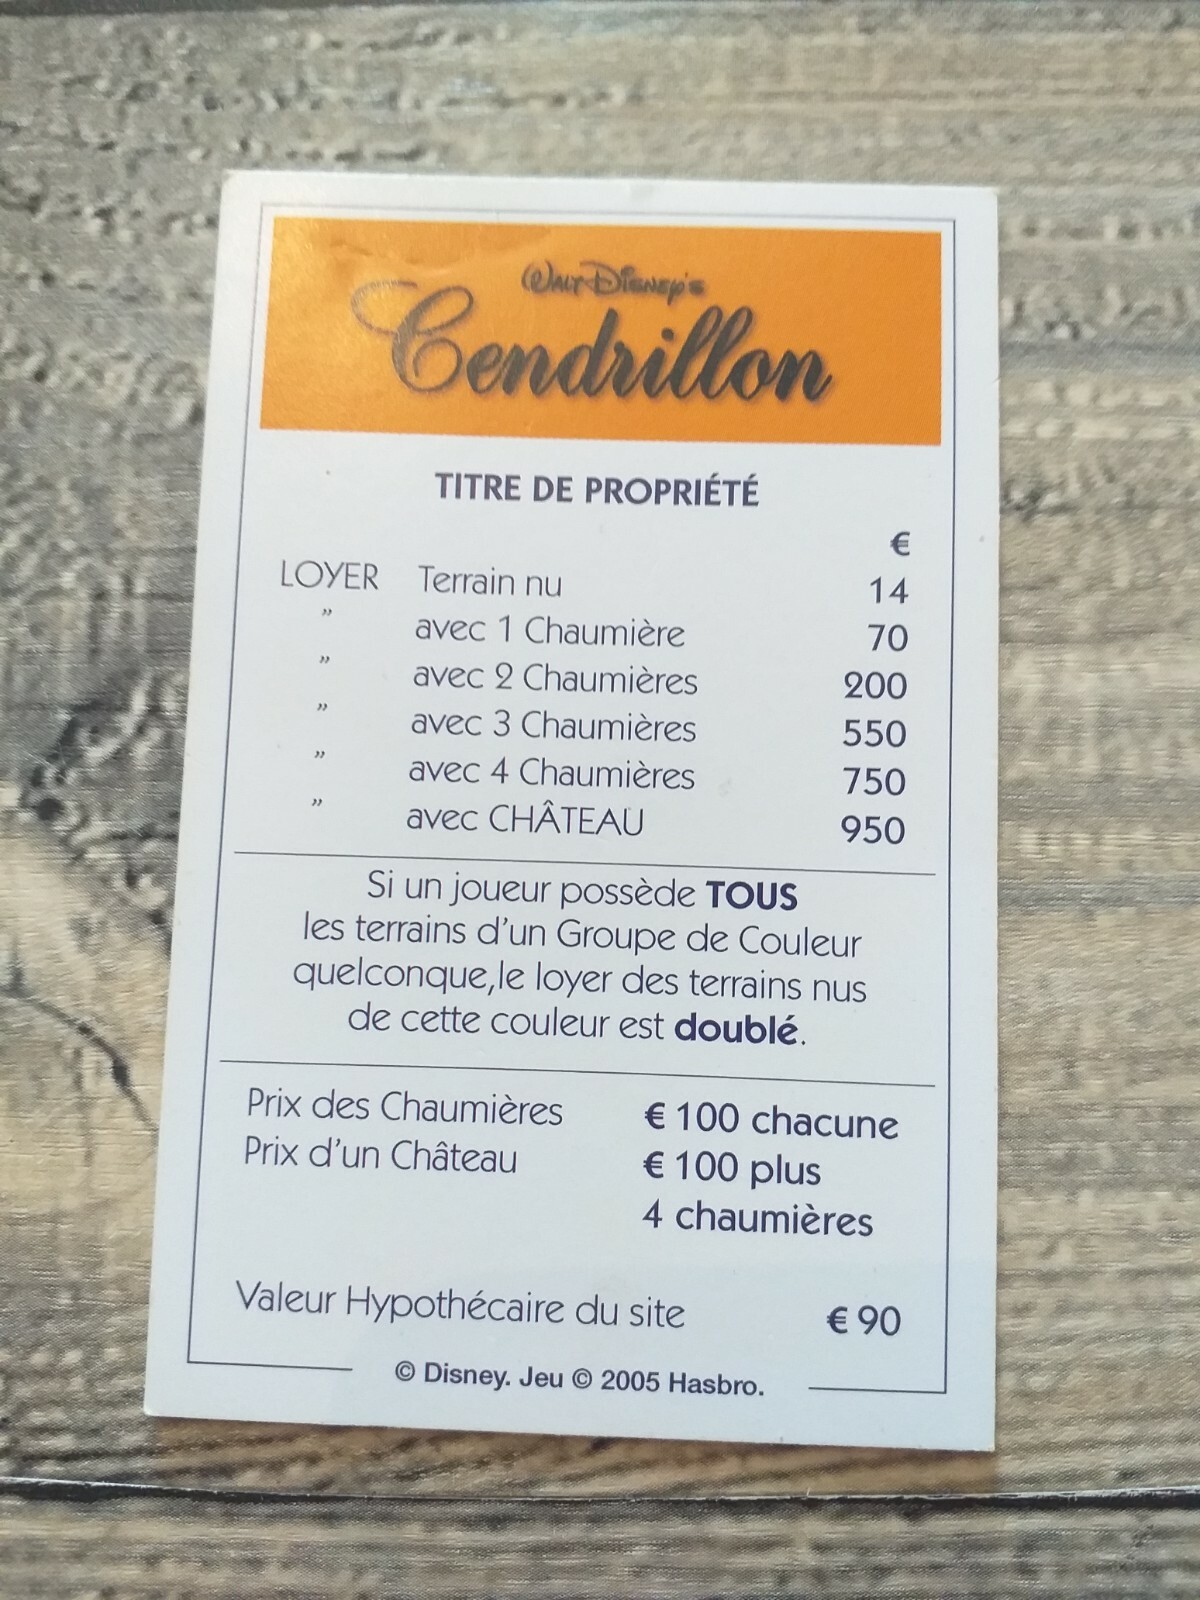 WALT DISNEY'S
Cendrillon
TITRE DE PROPRIÉTÉ
€
LOYER Terrain nu 14
" avec 1 Chaumière 70
" avec 2 Chaumières 200
" avec 3 Chaumières 550
" avec 4 Chaumières 750
" avec CHÂTEAU 950
Si un joueur possède TOUS
les terrains d'un Groupe de Couleur
quelconque,le loyer des terrains nus
de cette couleur est doublé.
Prix des Chaumières € 100 chacune
Prix d'un Château € 100 plus
4 chaumières
Valeur Hypothécaire du site € 90
© Disney. Jeu © 2005 Hasbro.